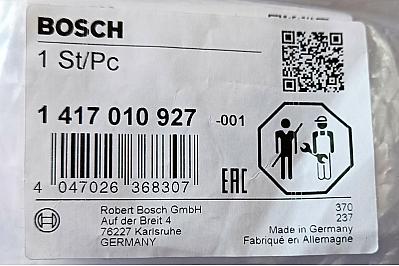 BOSCH
1 St/Pc
1 417 010 927 -001
4 047026 368307
EAC
Robert Bosch GmbH
Auf der Breit 4
76227 Karlsruhe
GERMANY
370
237
Made in Germany
Fabriqué en Allemagne